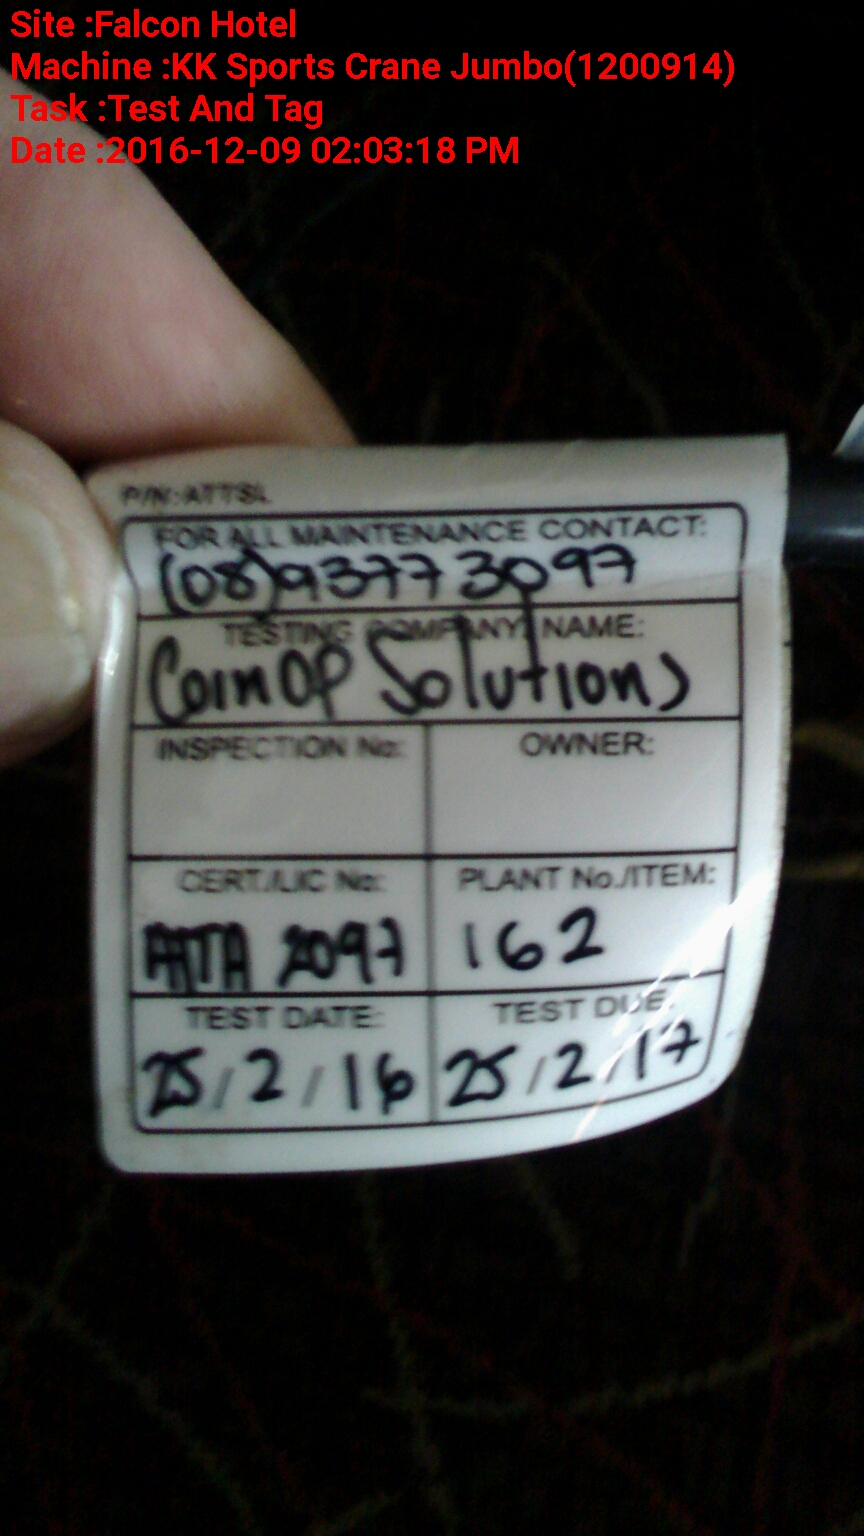 Site :Falcon Hotel
Machine :KK Sports Crane Jumbo(1200914)
Task :Test And Tag
Date :2016-12-09 02:03:18 PM
P/N:ATTSL
FOR ALL MAINTENANCE CONTACT:
(08)93773097
TESTING COMPANY NAME:
CoinOp Solutions
INSPECTION No: OWNER:
CERT./LIC No: PLANT No./ITEM:
2097 162
TEST DATE: TEST DUE:
25/2/16 25/2/17